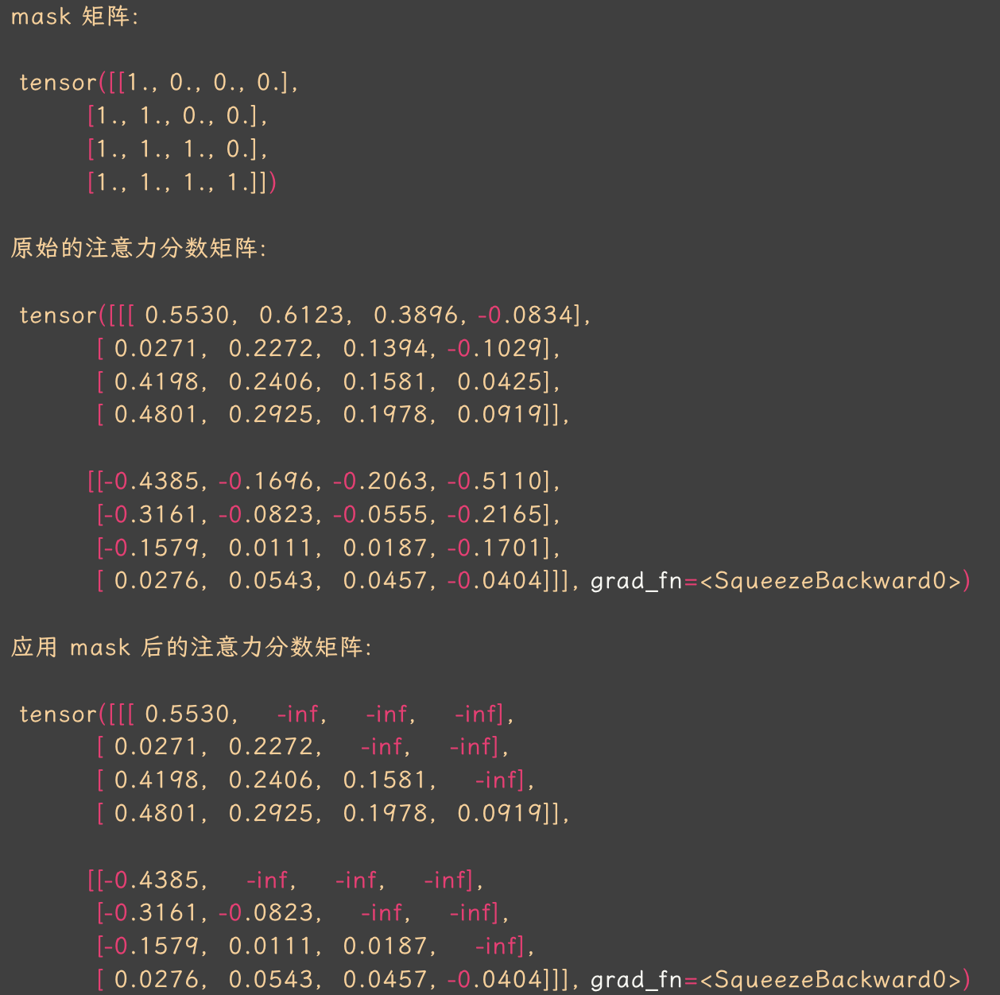 mask 矩阵:
tensor([[1., 0., 0., 0.],
[1., 1., 0., 0.],
[1., 1., 1., 0.],
[1., 1., 1., 1.]])
原始的注意力分数矩阵:
tensor([[[ 0.5530, 0.6123, 0.3896, -0.0834],
[ 0.0271, 0.2272, 0.1394, -0.1029],
[ 0.4198, 0.2406, 0.1581, 0.0425],
[ 0.4801, 0.2925, 0.1978, 0.0919]],
[[-0.4385, -0.1696, -0.2063, -0.5110],
[-0.3161, -0.0823, -0.0555, -0.2165],
[-0.1579, 0.0111, 0.0187, -0.1701],
[ 0.0276, 0.0543, 0.0457, -0.0404]]], grad_fn=<SqueezeBackward0>)
应用 mask 后的注意力分数矩阵:
tensor([[[ 0.5530, -inf, -inf, -inf],
[ 0.0271, 0.2272, -inf, -inf],
[ 0.4198, 0.2406, 0.1581, -inf],
[ 0.4801, 0.2925, 0.1978, 0.0919]],
[[-0.4385, -inf, -inf, -inf],
[-0.3161, -0.0823, -inf, -inf],
[-0.1579, 0.0111, 0.0187, -inf],
[ 0.0276, 0.0543, 0.0457, -0.0404]]], grad_fn=<SqueezeBackward0>)